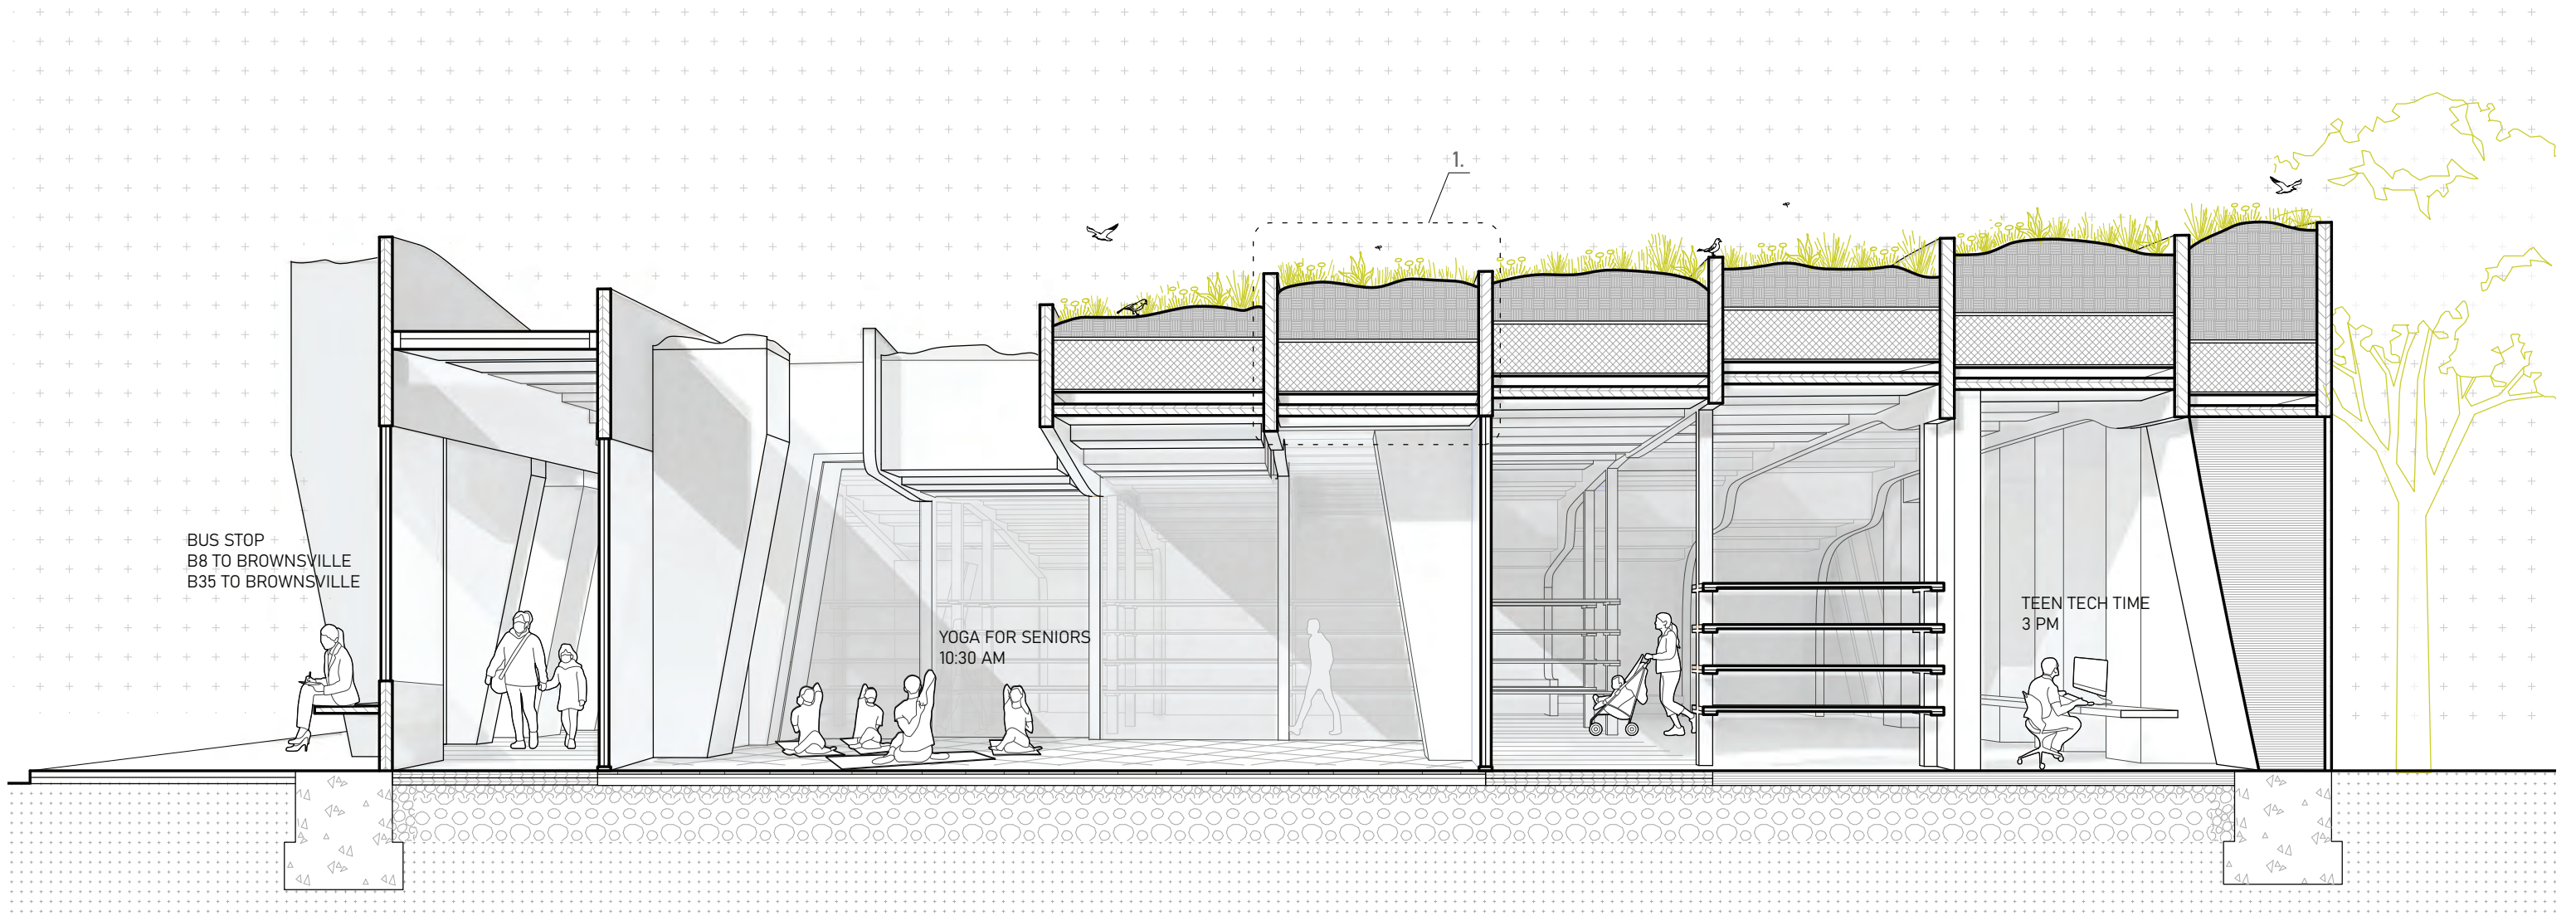 1.
BUS STOP
B8 TO BROWNSVILLE
B35 TO BROWNSVILLE
YOGA FOR SENIORS
10:30 AM
TEEN TECH TIME
3 PM